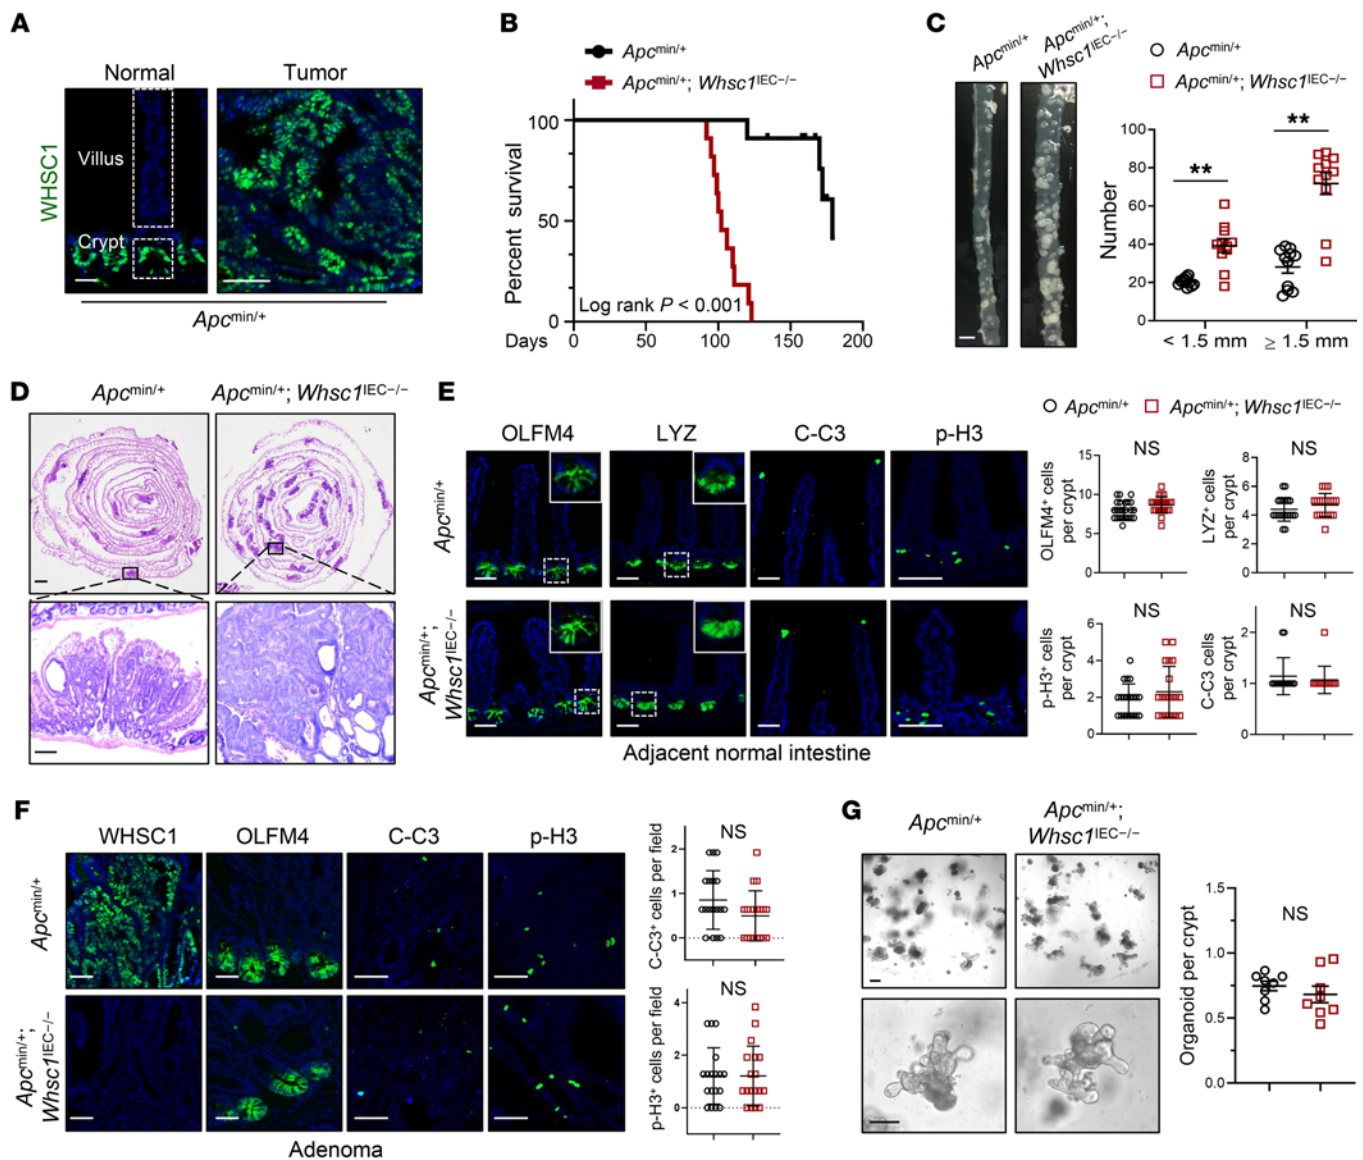 A
Normal
Tumor
WHSC1
Villus
Crypt
Apcmin/+
B
Apcmin/+
Apcmin/+; Whsc1IEC−/−
Percent survival
100
50
0
Log rank P < 0.001
Days
0
100
150
200
C
Apcmin/+
Apcmin/+;
Whsc1IEC−/−
Apcmin/+
Apcmin/+; Whsc1IEC−/−
Number
100
80
60
40
20
0
**
**
< 1.5 mm
≥ 1.5 mm
D
Apcmin/+
Apcmin/+; Whsc1IEC−/−
E
OLFM4
LYZ
C-C3
p-H3
Apcmin/+
Apcmin/+;
Whsc1IEC−/−
Adjacent normal intestine
Apcmin/+
Apcmin/+; Whsc1IEC−/−
NS
OLFM4+ cells
per crypt
15
10
5
0
NS
LYZ+ cells
per crypt
8
6
4
2
0
NS
p-H3+ cells
per crypt
6
4
2
0
NS
C-C3 cells
per crypt
2
1
0
F
WHSC1
OLFM4
C-C3
p-H3
Apcmin/+
Apcmin/+;
Whsc1IEC−/−
Adenoma
NS
C-C3+ cells per field
2
1
0
NS
p-H3+ cells per field
4
2
0
G
Apcmin/+
Apcmin/+;
Whsc1IEC−/−
NS
Organoid per crypt
1.5
1.0
0.5
0.0